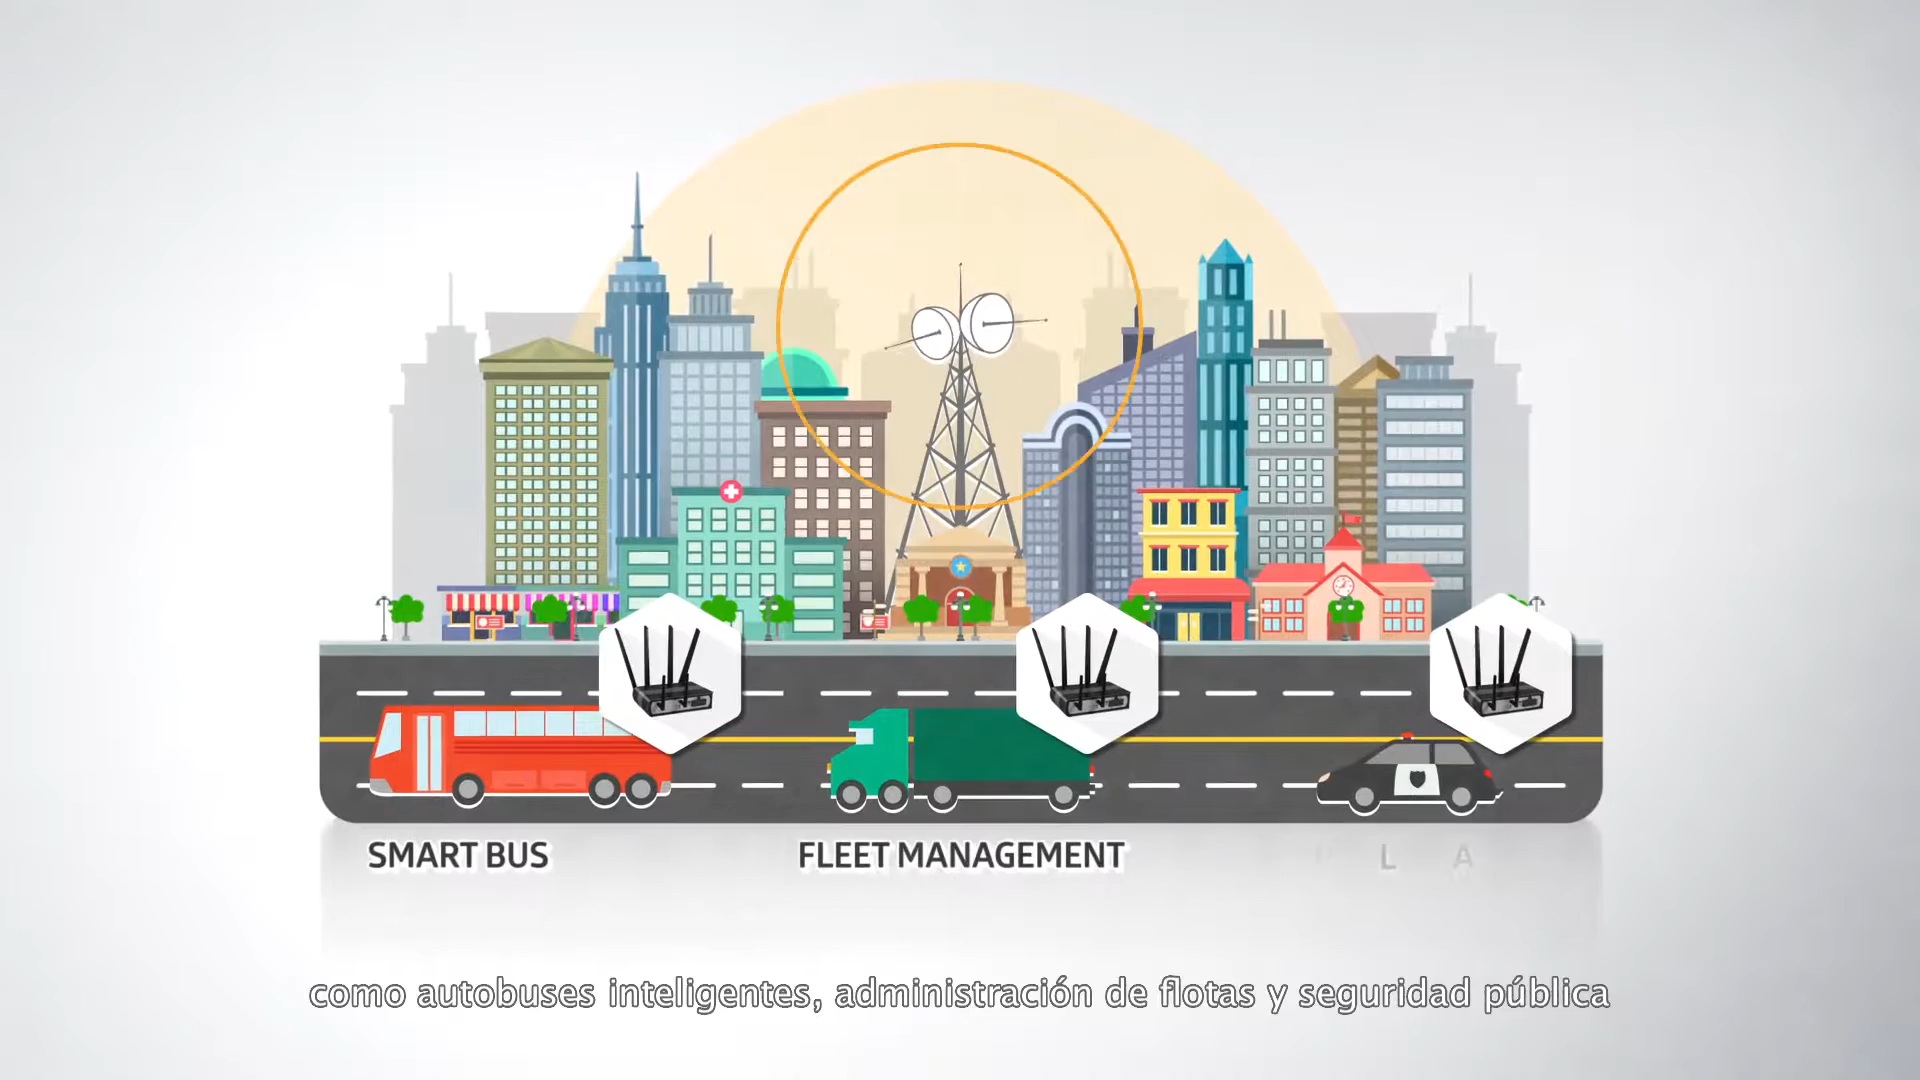 SMART BUS
FLEET MANAGEMENT
L A
como autobuses inteligentes, administración de flotas y seguridad pública